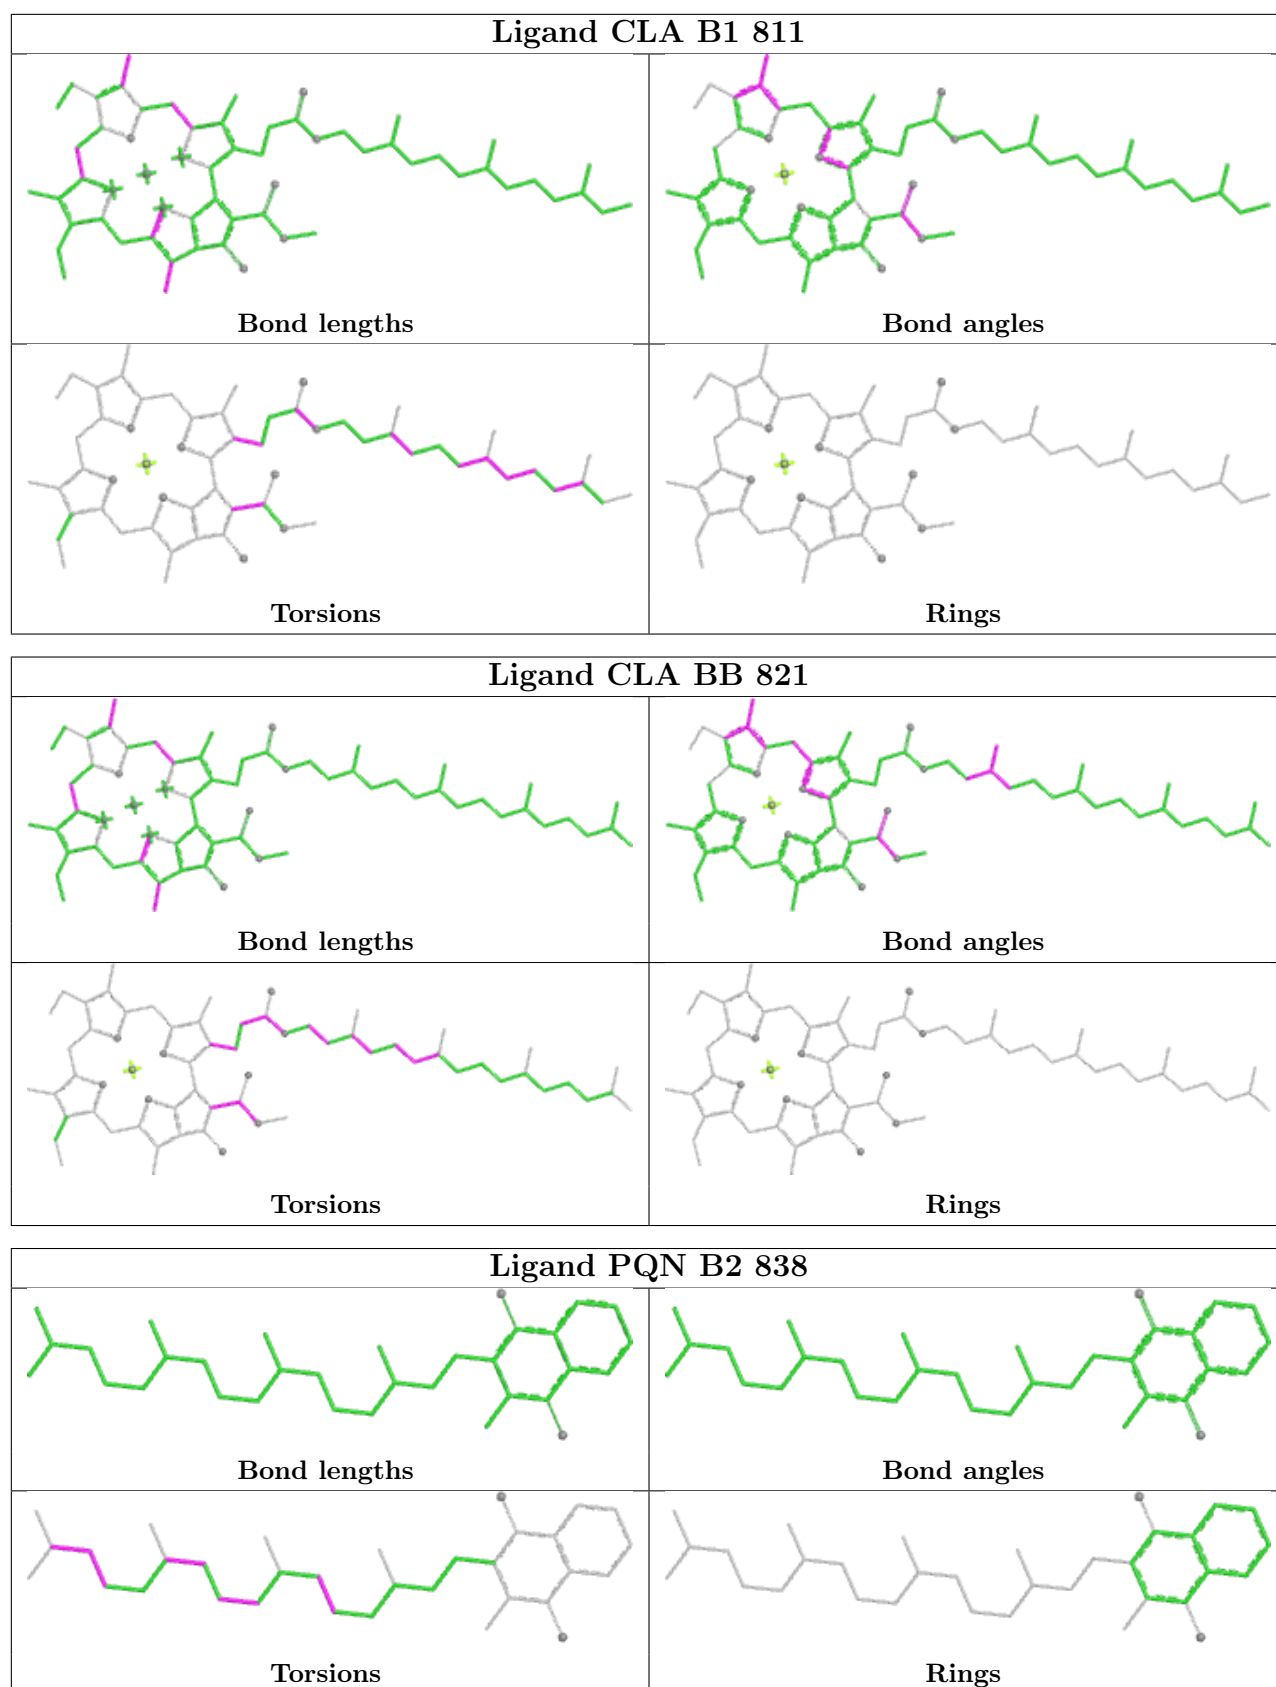 Ligand CLA B1 811
Bond lengths
Bond angles
Torsions
Rings
Ligand CLA BB 821
Bond lengths
Bond angles
Torsions
Rings
Ligand PQN B2 838
Bond lengths
Bond angles
Torsions
Rings